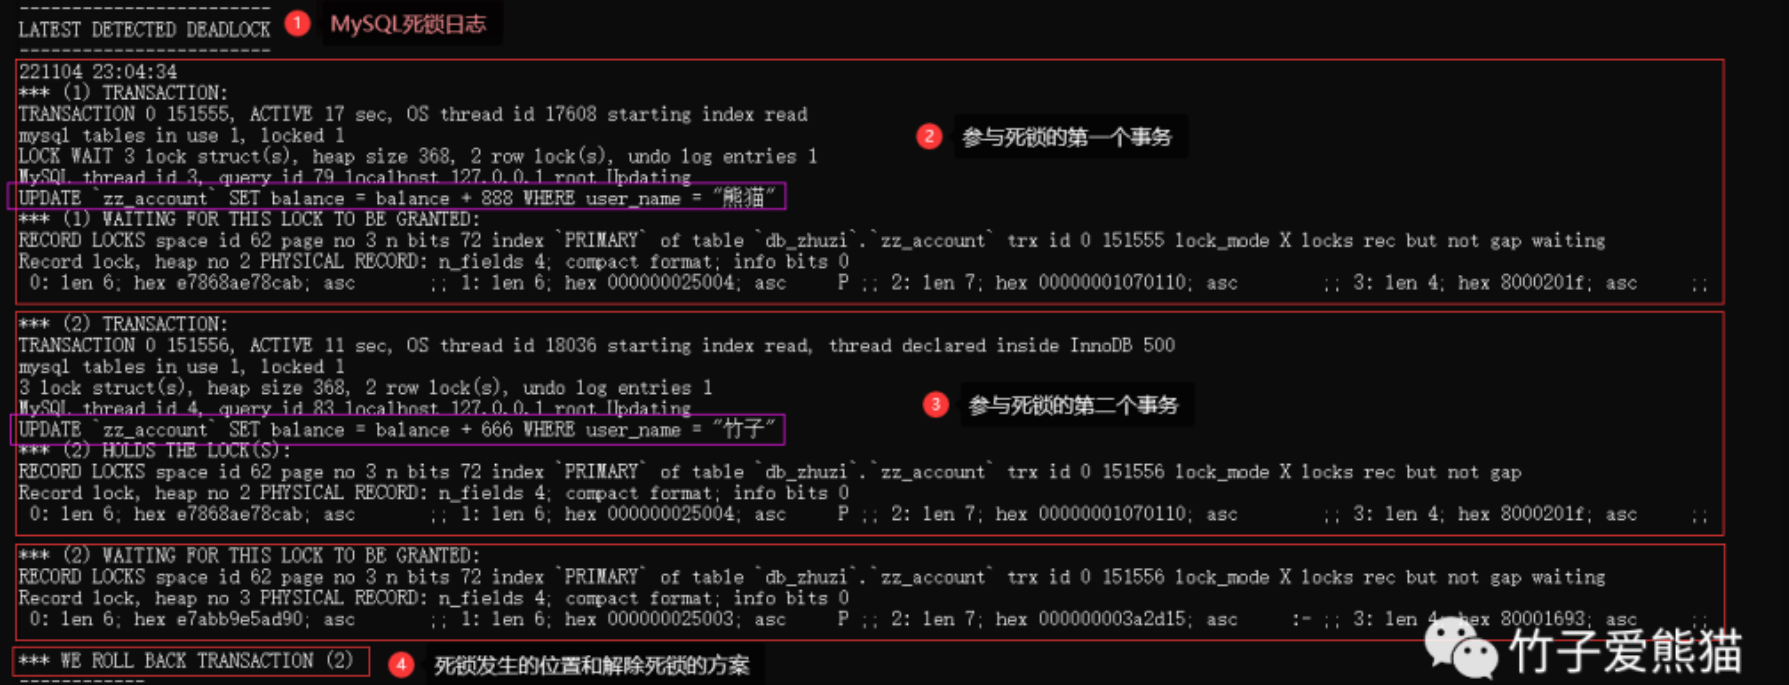 ------------------------
LATEST DETECTED DEADLOCK
------------------------
1 MySQL死锁日志
221104 23:04:34
*** (1) TRANSACTION:
TRANSACTION 0 151555, ACTIVE 17 sec, OS thread id 17608 starting index read
mysql tables in use 1, locked 1
LOCK WAIT 3 lock struct(s), heap size 368, 2 row lock(s), undo log entries 1
MySQL thread id 3, query id 79 localhost 127.0.0.1 root Updating
UPDATE `zz_account` SET balance = balance + 888 WHERE user_name = "熊猫"
*** (1) WAITING FOR THIS LOCK TO BE GRANTED:
RECORD LOCKS space id 62 page no 3 n bits 72 index `PRIMARY` of table `db_zhuzi`.`zz_account` trx id 0 151555 lock_mode X locks rec but not gap waiting
Record lock, heap no 2 PHYSICAL RECORD: n_fields 4; compact format; info bits 0
0: len 6; hex e7868ae78cab; asc ;; 1: len 6; hex 000000025004; asc P ;; 2: len 7; hex 00000001070110; asc ;; 3: len 4; hex 8000201f; asc ;;
2 参与死锁的第一个事务
*** (2) TRANSACTION:
TRANSACTION 0 151556, ACTIVE 11 sec, OS thread id 18036 starting index read, thread declared inside InnoDB 500
mysql tables in use 1, locked 1
3 lock struct(s), heap size 368, 2 row lock(s), undo log entries 1
MySQL thread id 4, query id 83 localhost 127.0.0.1 root Updating
UPDATE `zz_account` SET balance = balance + 666 WHERE user_name = "竹子"
*** (2) HOLDS THE LOCK(S):
RECORD LOCKS space id 62 page no 3 n bits 72 index `PRIMARY` of table `db_zhuzi`.`zz_account` trx id 0 151556 lock_mode X locks rec but not gap
Record lock, heap no 2 PHYSICAL RECORD: n_fields 4; compact format; info bits 0
0: len 6; hex e7868ae78cab; asc ;; 1: len 6; hex 000000025004; asc P ;; 2: len 7; hex 00000001070110; asc ;; 3: len 4; hex 8000201f; asc ;;
3 参与死锁的第二个事务
*** (2) WAITING FOR THIS LOCK TO BE GRANTED:
RECORD LOCKS space id 62 page no 3 n bits 72 index `PRIMARY` of table `db_zhuzi`.`zz_account` trx id 0 151556 lock_mode X locks rec but not gap waiting
Record lock, heap no 3 PHYSICAL RECORD: n_fields 4; compact format; info bits 0
0: len 6; hex e7abb9e5ad90; asc ;; 1: len 6; hex 000000025003; asc P ;; 2: len 7; hex 000000003a2d15; asc :- ;; 3: len 4; hex 80001693; asc ;;
*** WE ROLL BACK TRANSACTION (2)
------------
4 死锁发生的位置和解除死锁的方案
竹子爱熊猫